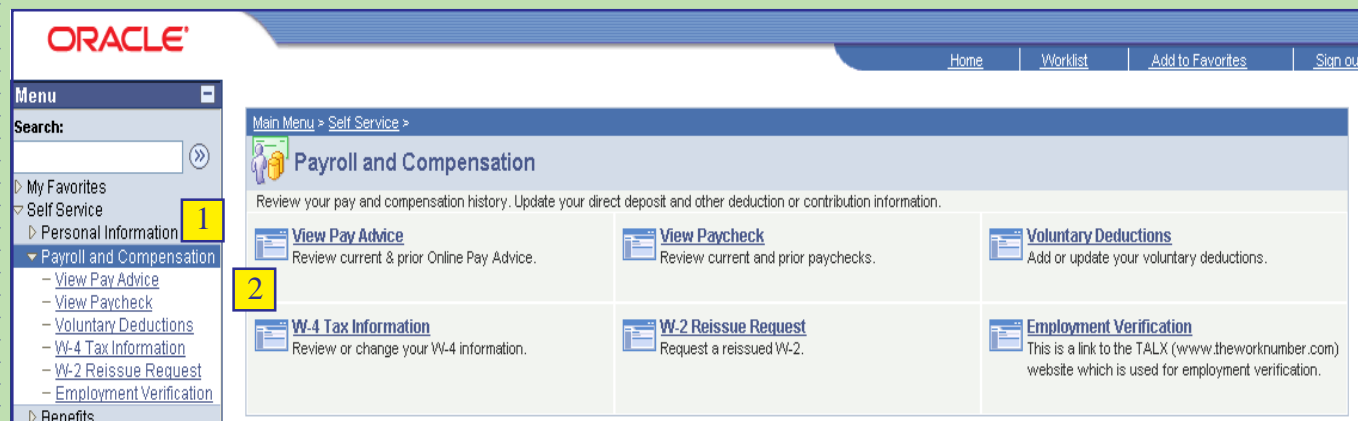 ORACLE'
Home Worklist Add to Favorites Sign ou
Menu
Search:
My Favorites
Self Service
1
Personal Information
Payroll and Compensation
– View Pay Advice
2
– View Paycheck
– Voluntary Deductions
– W-4 Tax Information
– W-2 Reissue Request
– Employment Verification
Benefits
Main Menu > Self Service >
Payroll and Compensation
Review your pay and compensation history. Update your direct deposit and other deduction or contribution information.
View Pay Advice
Review current & prior Online Pay Advice.
View Paycheck
Review current and prior paychecks.
Voluntary Deductions
Add or update your voluntary deductions.
W-4 Tax Information
Review or change your W-4 information.
W-2 Reissue Request
Request a reissued W-2.
Employment Verification
This is a link to the TALX (www.theworknumber.com)
website which is used for employment verification.